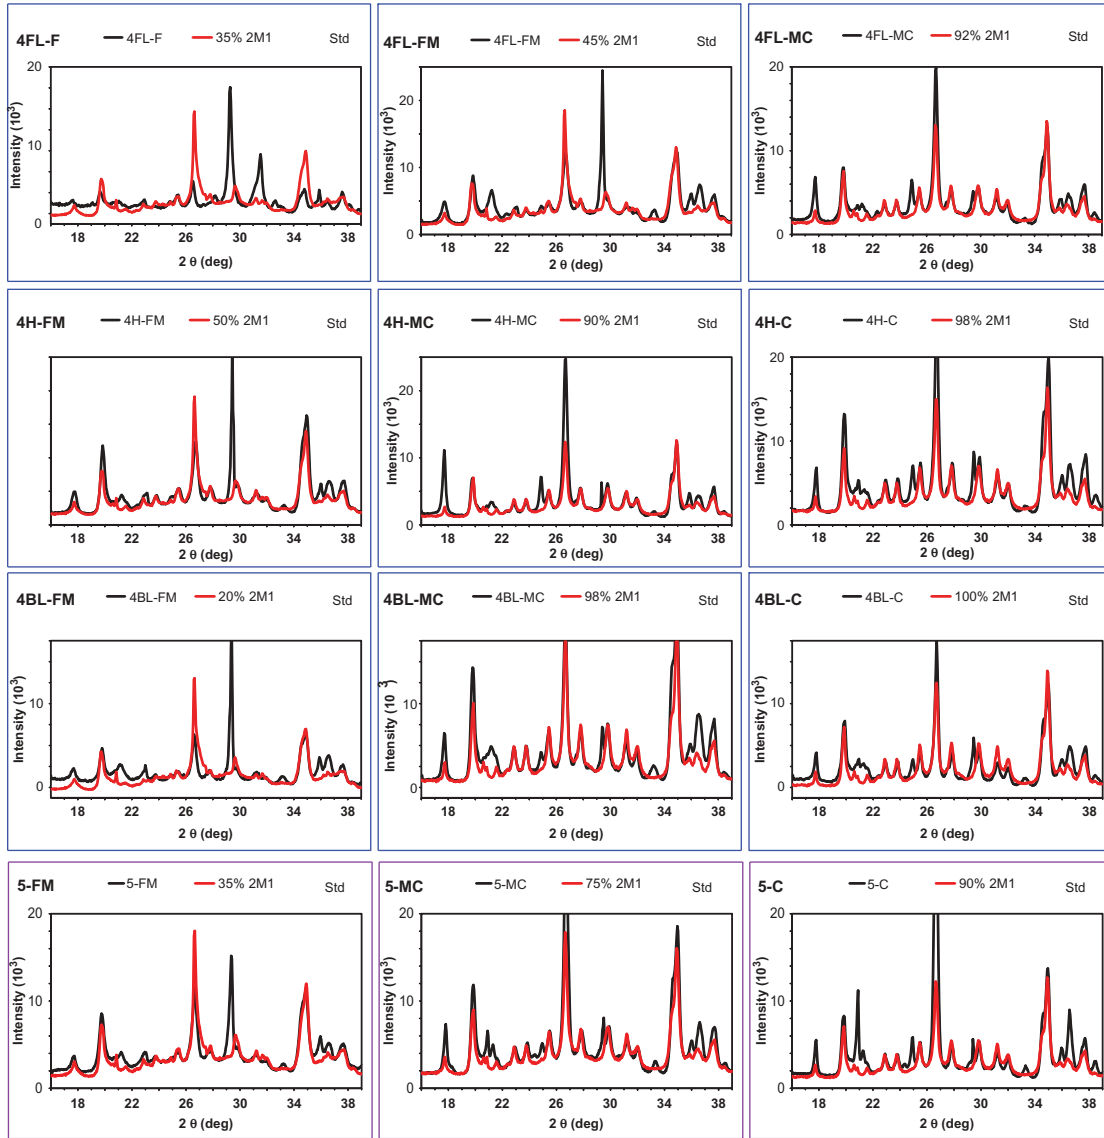 4FL-F 4FL-F 35% 2M1 Std
20
10
0
Intensity (10³)
18 22 26 30 34 38
2 θ (deg)
4FL-FM 4FL-FM 45% 2M1 Std
20
10
0
Intensity (10³)
18 22 26 30 34 38
2 θ (deg)
4FL-MC 4FL-MC 92% 2M1 Std
20
10
0
Intensity (10³)
18 22 26 30 34 38
2 θ (deg)
4H-FM 4H-FM 50% 2M1 Std
18 22 26 30 34 38
2 θ (deg)
4H-MC 4H-MC 90% 2M1 Std
20
10
0
Intensity (10³)
18 22 26 30 34 38
2 θ (deg)
4H-C 4H-C 98% 2M1 Std
20
10
0
Intensity (10³)
18 22 26 30 34 38
2 θ (deg)
4BL-FM 4BL-FM 20% 2M1 Std
10
0
Intensity (10³)
18 22 26 30 34 38
2 θ (deg)
4BL-MC 4BL-MC 98% 2M1 Std
10
0
Intensity (10 ³)
18 22 26 30 34 38
2 θ (deg)
4BL-C 4BL-C 100% 2M1 Std
10
0
Intensity (10³)
18 22 26 30 34 38
2 θ (deg)
5-FM 5-FM 35% 2M1 Std
20
10
0
Intensity (10³)
18 22 26 30 34 38
2 θ (deg)
5-MC 5-MC 75% 2M1 Std
20
10
0
Intensity (10³)
18 22 26 30 34 38
2 θ (deg)
5-C 5-C 90% 2M1 Std
20
10
0
Intensity (10³)
18 22 26 30 34 38
2 θ (deg)